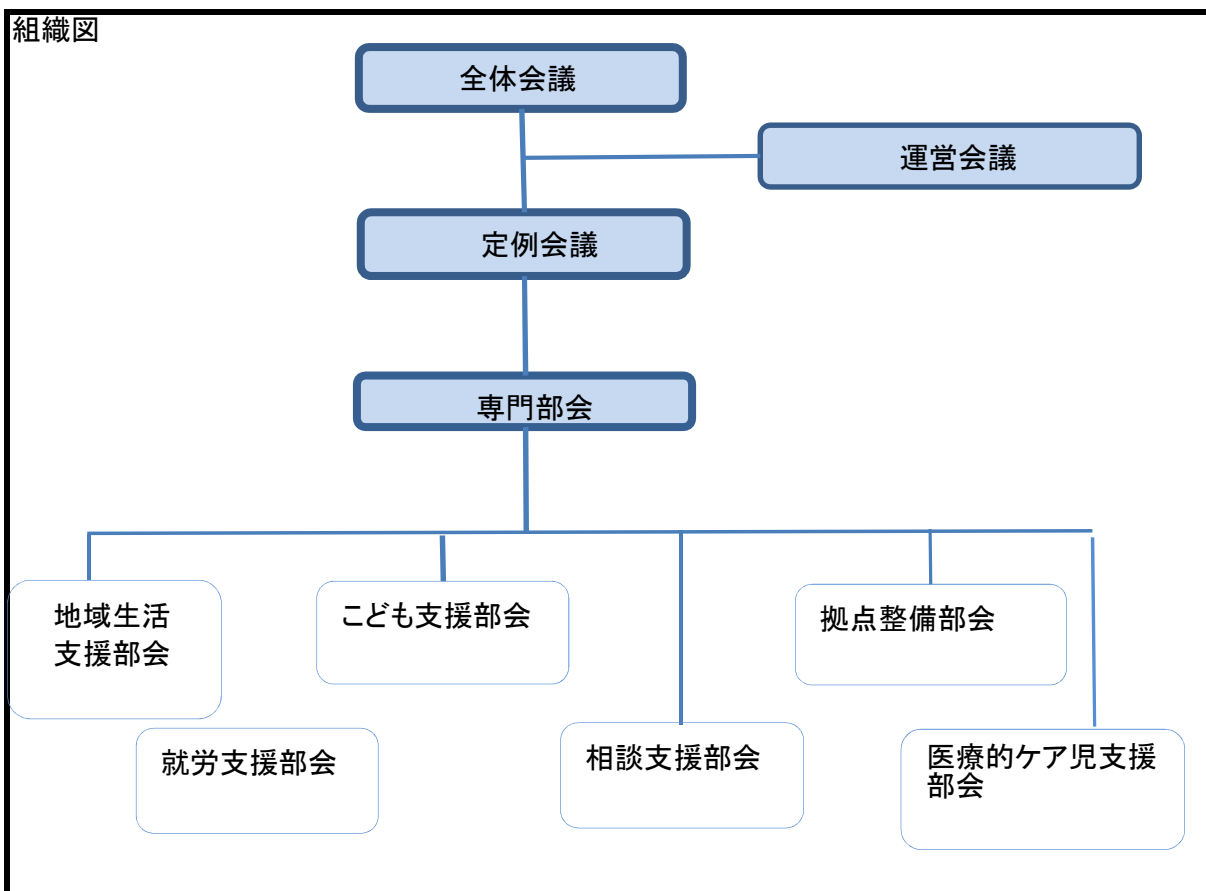 組織図
全体会議
運営会議
定例会議
専門部会
地域生活
支援部会
こども支援部会
拠点整備部会
就労支援部会
相談支援部会
医療的ケア児支援
部会